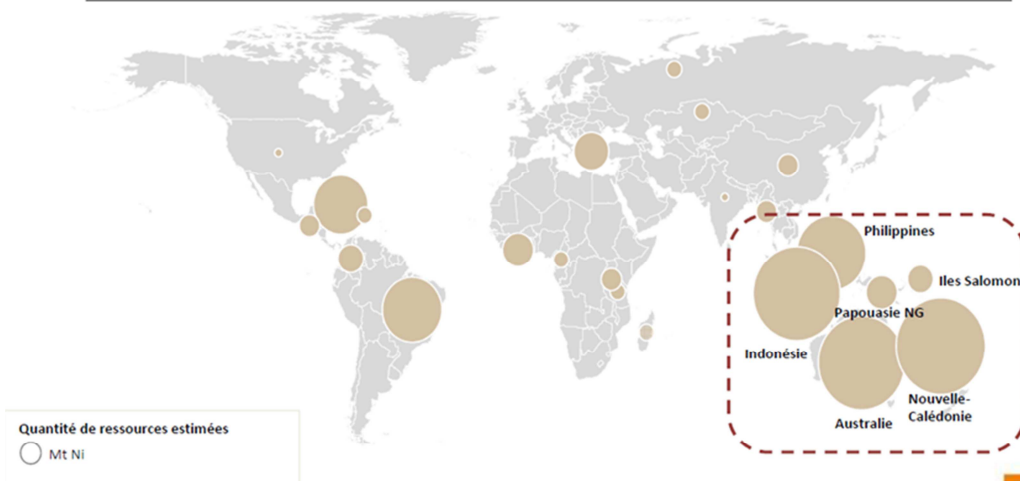 Philippines
Iles Salomon
Papouasie NG
Indonésie
Nouvelle-
Calédonie
Australie
Quantité de ressources estimées
Mt Ni